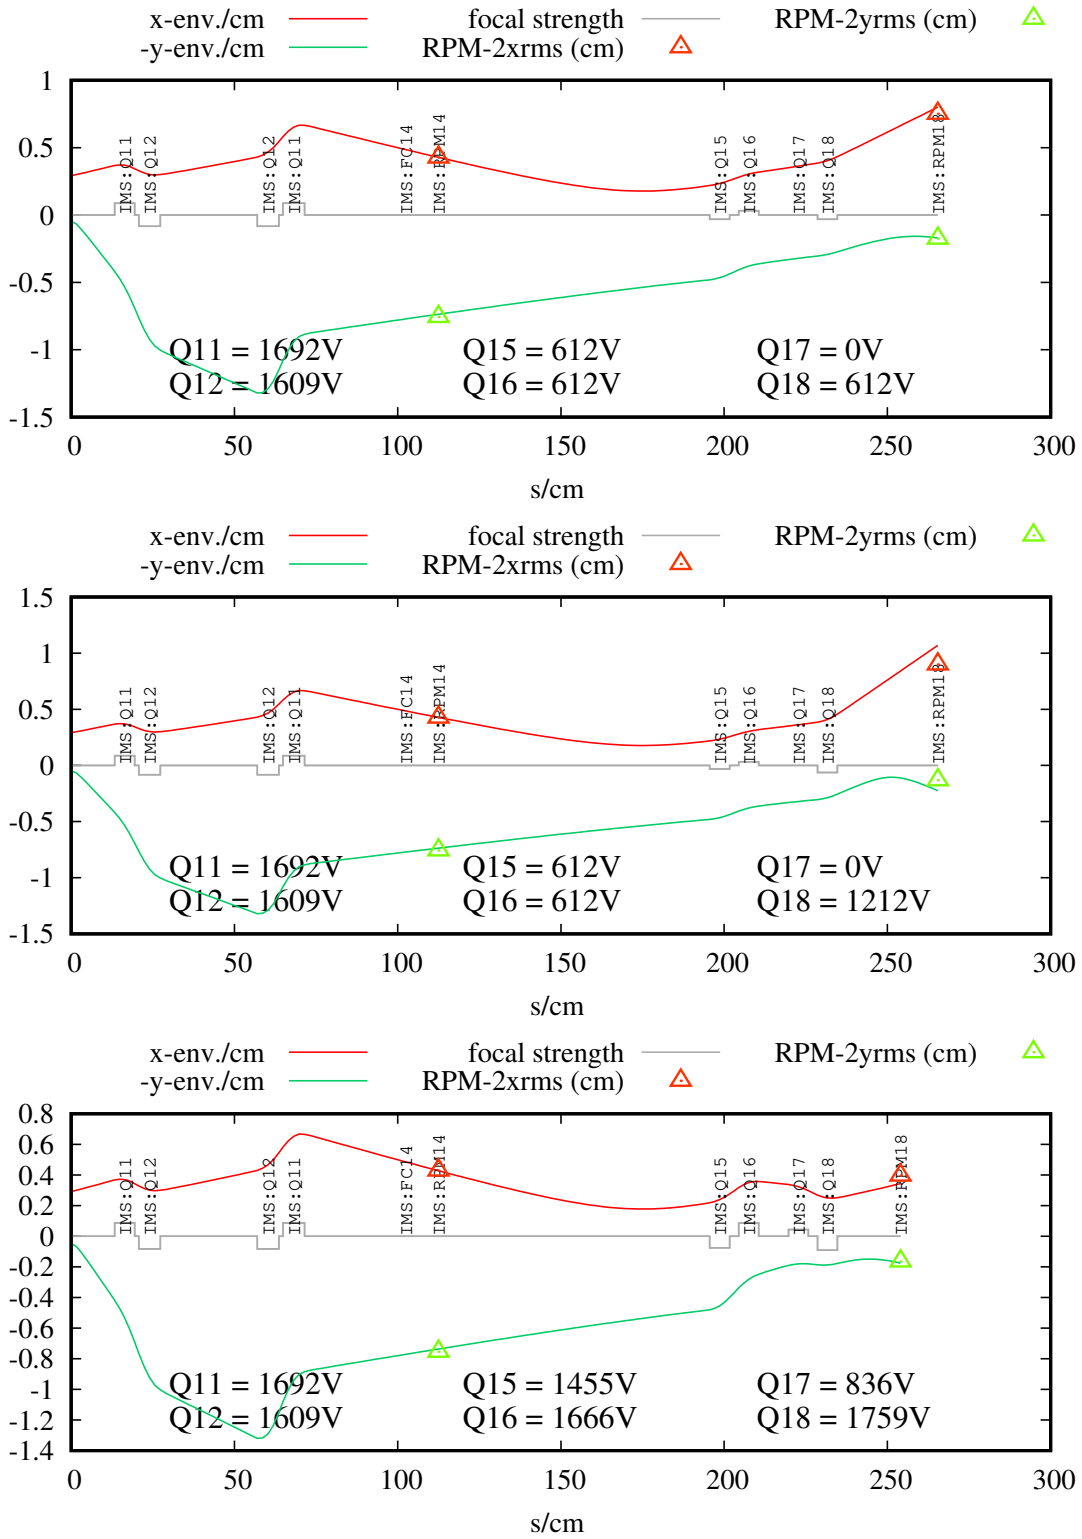 x-env./cm focal strength RPM-2yrms (cm)
-y-env./cm RPM-2xrms (cm)
1
0.5
0
-0.5
-1
-1.5
IMS:Q11 IMS:Q12 IMS:Q12 IMS:Q11 IMS:FC14 IMS:RPM14 IMS:Q15 IMS:Q16 IMS:Q17 IMS:Q18 IMS:RPM18
Q11 = 1692V Q15 = 612V Q17 = 0V
Q12 = 1609V Q16 = 612V Q18 = 612V
0 50 100 150 200 250 300
s/cm
x-env./cm focal strength RPM-2yrms (cm)
-y-env./cm RPM-2xrms (cm)
1.5
1
0.5
0
-0.5
-1
-1.5
IMS:Q11 IMS:Q12 IMS:Q12 IMS:Q11 IMS:FC14 IMS:RPM14 IMS:Q15 IMS:Q16 IMS:Q17 IMS:Q18 IMS:RPM18
Q11 = 1692V Q15 = 612V Q17 = 0V
Q12 = 1609V Q16 = 612V Q18 = 1212V
0 50 100 150 200 250 300
s/cm
x-env./cm focal strength RPM-2yrms (cm)
-y-env./cm RPM-2xrms (cm)
0.8
0.6
0.4
0.2
0
-0.2
-0.4
-0.6
-0.8
-1
-1.2
-1.4
IMS:Q11 IMS:Q12 IMS:Q12 IMS:Q11 IMS:FC14 IMS:RPM14 IMS:Q15 IMS:Q16 IMS:Q17 IMS:Q18 IMS:RPM18
Q11 = 1692V Q15 = 1455V Q17 = 836V
Q12 = 1609V Q16 = 1666V Q18 = 1759V
0 50 100 150 200 250 300
s/cm